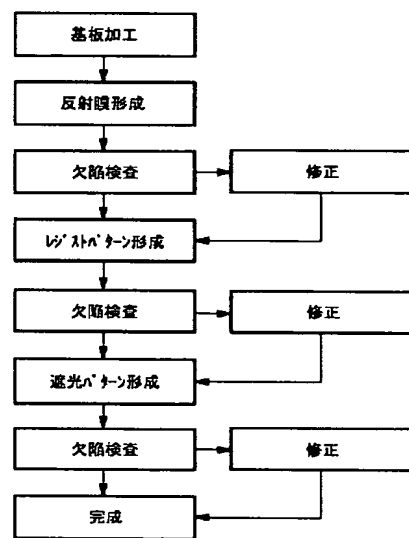 基板加工
反射膜形成
欠陥検査
修正
ﾚｼﾞｽﾄﾊﾟﾀｰﾝ形成
欠陥検査
修正
遮光ﾊﾟﾀｰﾝ形成
欠陥検査
修正
完成